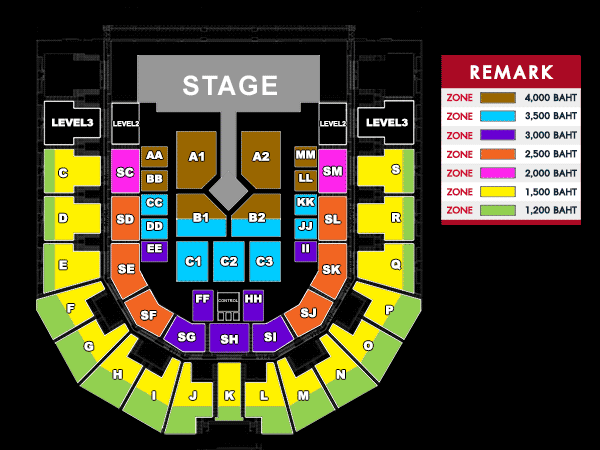 STAGE
LEVEL3
LEVEL2
LEVEL2
LEVEL3
AA
A1
A2
MM
BB
LL
C
SC
SM
S
CC
KK
D
SD
DD
B1
B2
JJ
SL
R
EE
II
E
SE
C1
C2
C3
SK
Q
FF
CONTROL
HH
F
SF
SJ
P
G
SG
SH
SI
O
H
N
I
J
K
L
M
REMARK
ZONE 4,000 BAHT
ZONE 3,500 BAHT
ZONE 3,000 BAHT
ZONE 2,500 BAHT
ZONE 2,000 BAHT
ZONE 1,500 BAHT
ZONE 1,200 BAHT